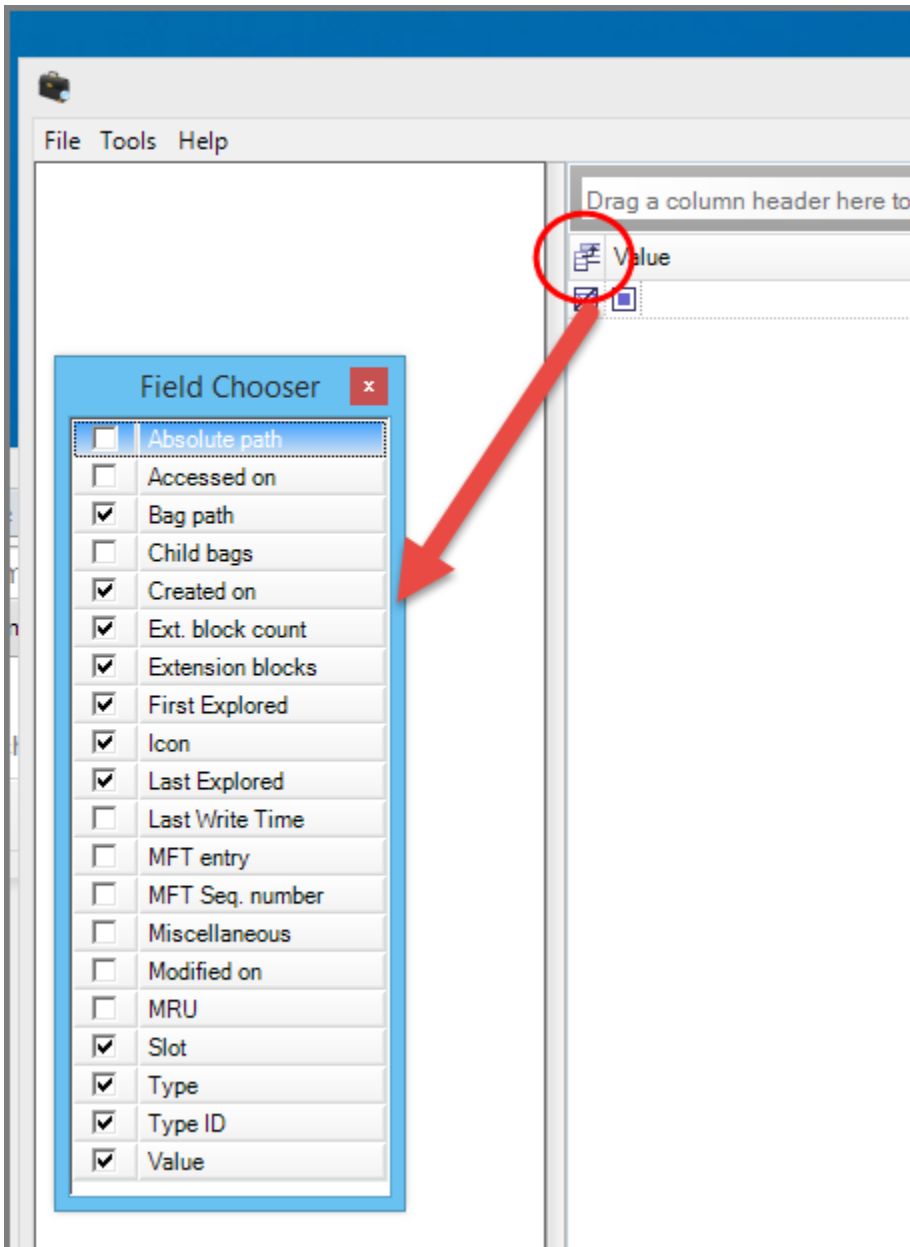 File Tools Help
Drag a column header here to
Value
Field Chooser
x
Absolute path
Accessed on
Bag path
Child bags
Created on
Ext. block count
Extension blocks
First Explored
Icon
Last Explored
Last Write Time
MFT entry
MFT Seq. number
Miscellaneous
Modified on
MRU
Slot
Type
Type ID
Value